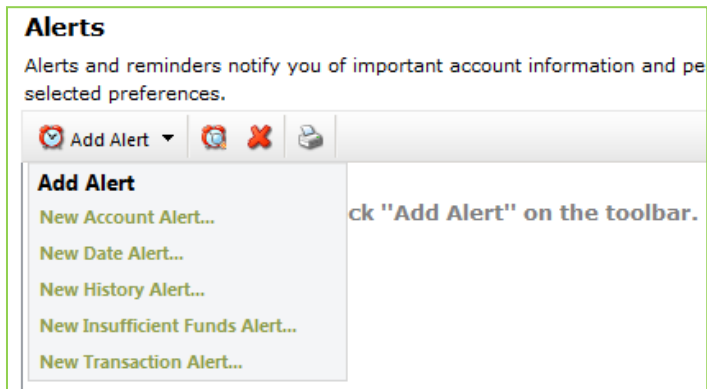 Alerts
Alerts and reminders notify you of important account information and pe
selected preferences.
Add Alert
Add Alert
New Account Alert...
ck "Add Alert" on the toolbar.
New Date Alert...
New History Alert...
New Insufficient Funds Alert...
New Transaction Alert...